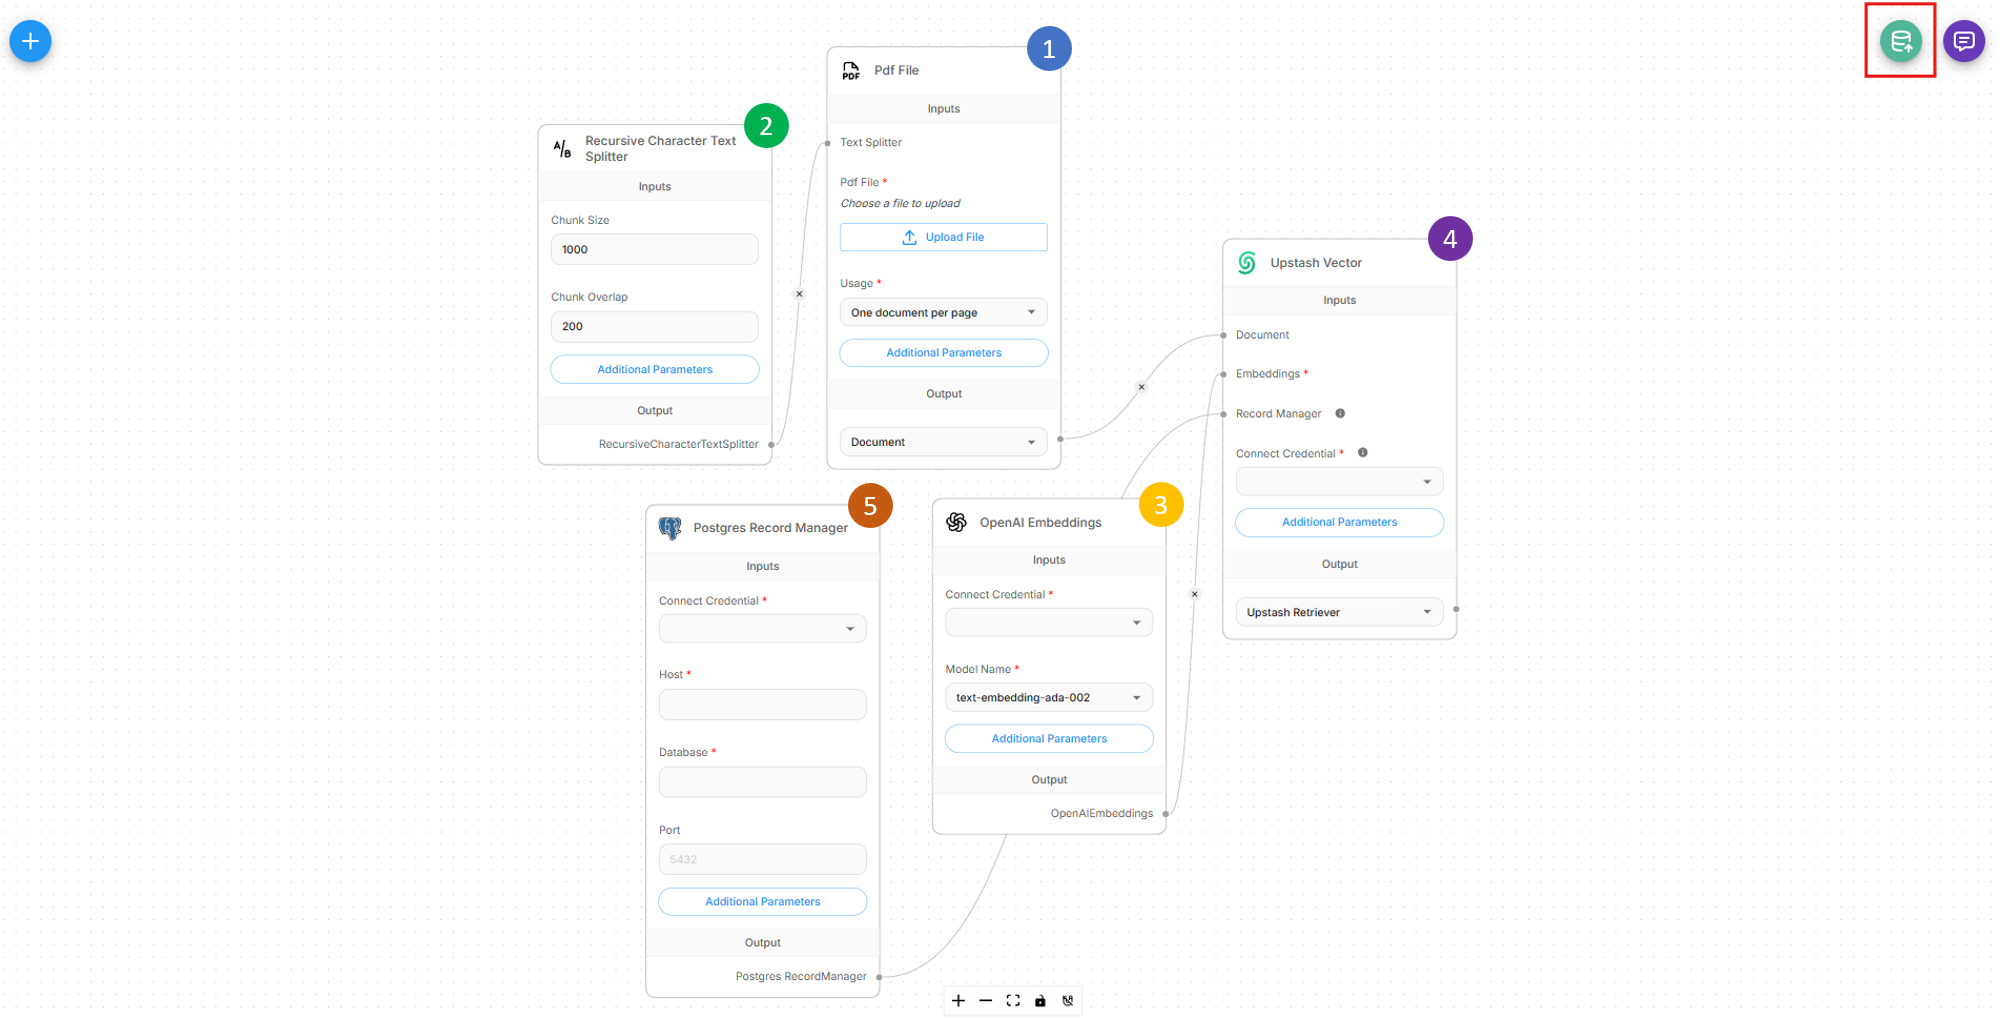 1
PDF
Pdf File
Inputs
Text Splitter
Pdf File *
Choose a file to upload
Upload File
Usage *
One document per page
Additional Parameters
Output
Document
2
A/B
Recursive Character Text
Splitter
Inputs
Chunk Size
1000
Chunk Overlap
200
Additional Parameters
Output
RecursiveCharacterTextSplitter
3
OpenAI Embeddings
Inputs
Connect Credential *
Model Name *
text-embedding-ada-002
Additional Parameters
Output
OpenAIEmbeddings
4
Upstash Vector
Inputs
Document
Embeddings *
Record Manager
Connect Credential *
Additional Parameters
Output
Upstash Retriever
5
Postgres Record Manager
Inputs
Connect Credential *
Host *
Database *
Port
5432
Additional Parameters
Output
Postgres RecordManager